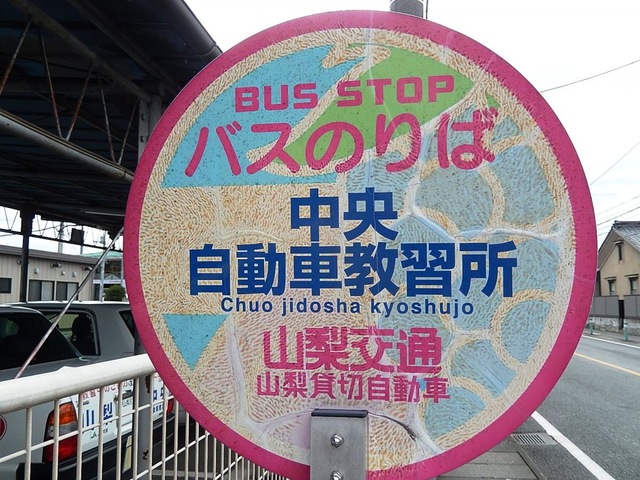 BUS STOP
バスのりば
中央
自動車教習所
Chuo jidosha kyoshujo
山梨交通
山梨貸切自動車